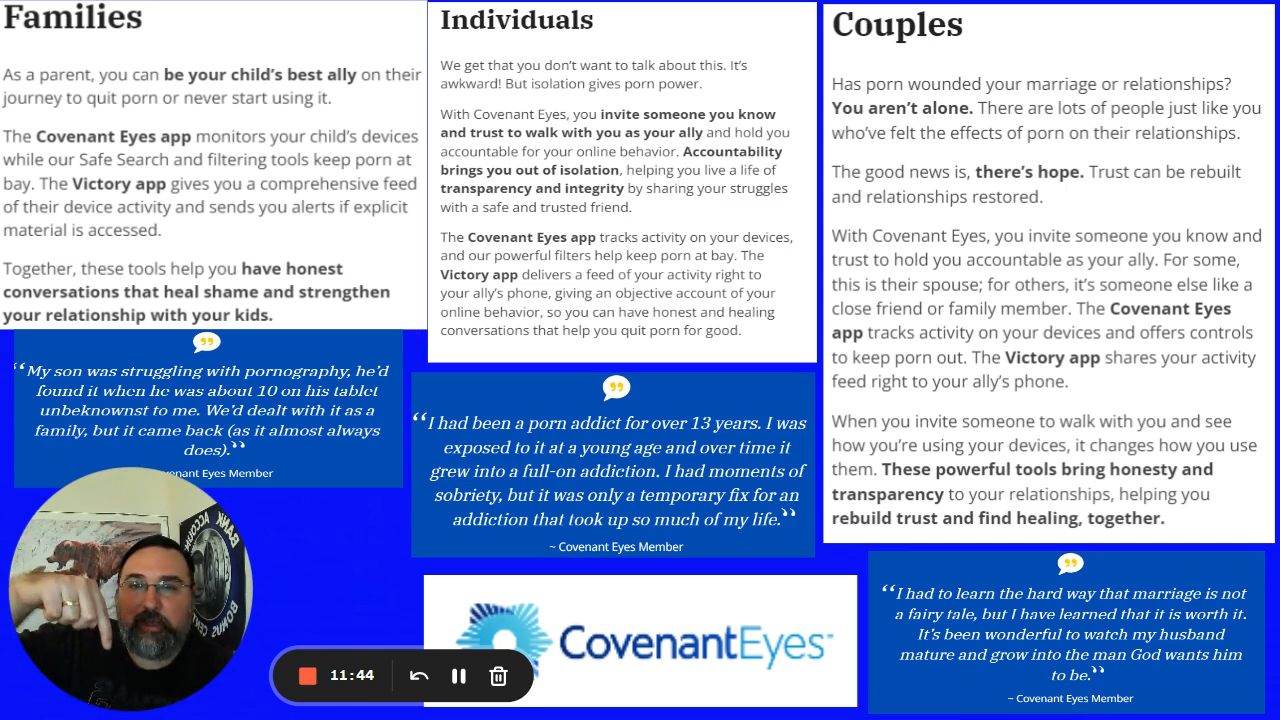 Families
As a parent, you can be your child's best ally on their
journey to quit porn or never start using it.
The Covenant Eyes app monitors your child's devices
while our Safe Search and filtering tools keep porn at
bay. The Victory app gives you a comprehensive feed
of their device activity and sends you alerts if explicit
material is accessed.
Together, these tools help you have honest
conversations that heal shame and strengthen
your relationship with your kids.
“My son was struggling with pornography, he'd
found it when he was about 10 on his tablet
unbeknownst to me. We'd dealt with it as a
family, but it came back (as it almost always
does).”
Eyes Member
Individuals
We get that you don't want to talk about this. It's
awkward! But isolation gives porn power.
With Covenant Eyes, you invite someone you know
and trust to walk with you as your ally and hold you
accountable for your online behavior. Accountability
brings you out of isolation, helping you live a life of
transparency and integrity by sharing your struggles
with a safe and trusted friend.
The Covenant Eyes app tracks activity on your devices,
and our powerful filters help keep porn at bay. The
Victory app delivers a feed of your activity right to
your ally's phone, giving an objective account of your
online behavior, so you can have honest and healing
conversations that help you quit porn for good.
“I had been a porn addict for over 13 years. I was
exposed to it at a young age and over time it
grew into a full-on addiction. I had moments of
sobriety, but it was only a temporary fix for an
addiction that took up so much of my life.”
~ Covenant Eyes Member
CovenantEyes
11:44
Couples
Has porn wounded your marriage or relationships?
You aren't alone. There are lots of people just like you
who've felt the effects of porn on their relationships.
The good news is, there's hope. Trust can be rebuilt
and relationships restored.
With Covenant Eyes, you invite someone you know and
trust to hold you accountable as your ally. For some,
this is their spouse; for others, it's someone else like a
close friend or family member. The Covenant Eyes
app tracks activity on your devices and offers controls
to keep porn out. The Victory app shares your activity
feed right to your ally's phone.
When you invite someone to walk with you and see
how you're using your devices, it changes how you use
them. These powerful tools bring honesty and
transparency to your relationships, helping you
rebuild trust and find healing, together.
“I had to learn the hard way that marriage is not
a fairy tale, but I have learned that it is worth it.
It's been wonderful to watch my husband
mature and grow into the man God wants him
to be.”
~ Covenant Eyes Member